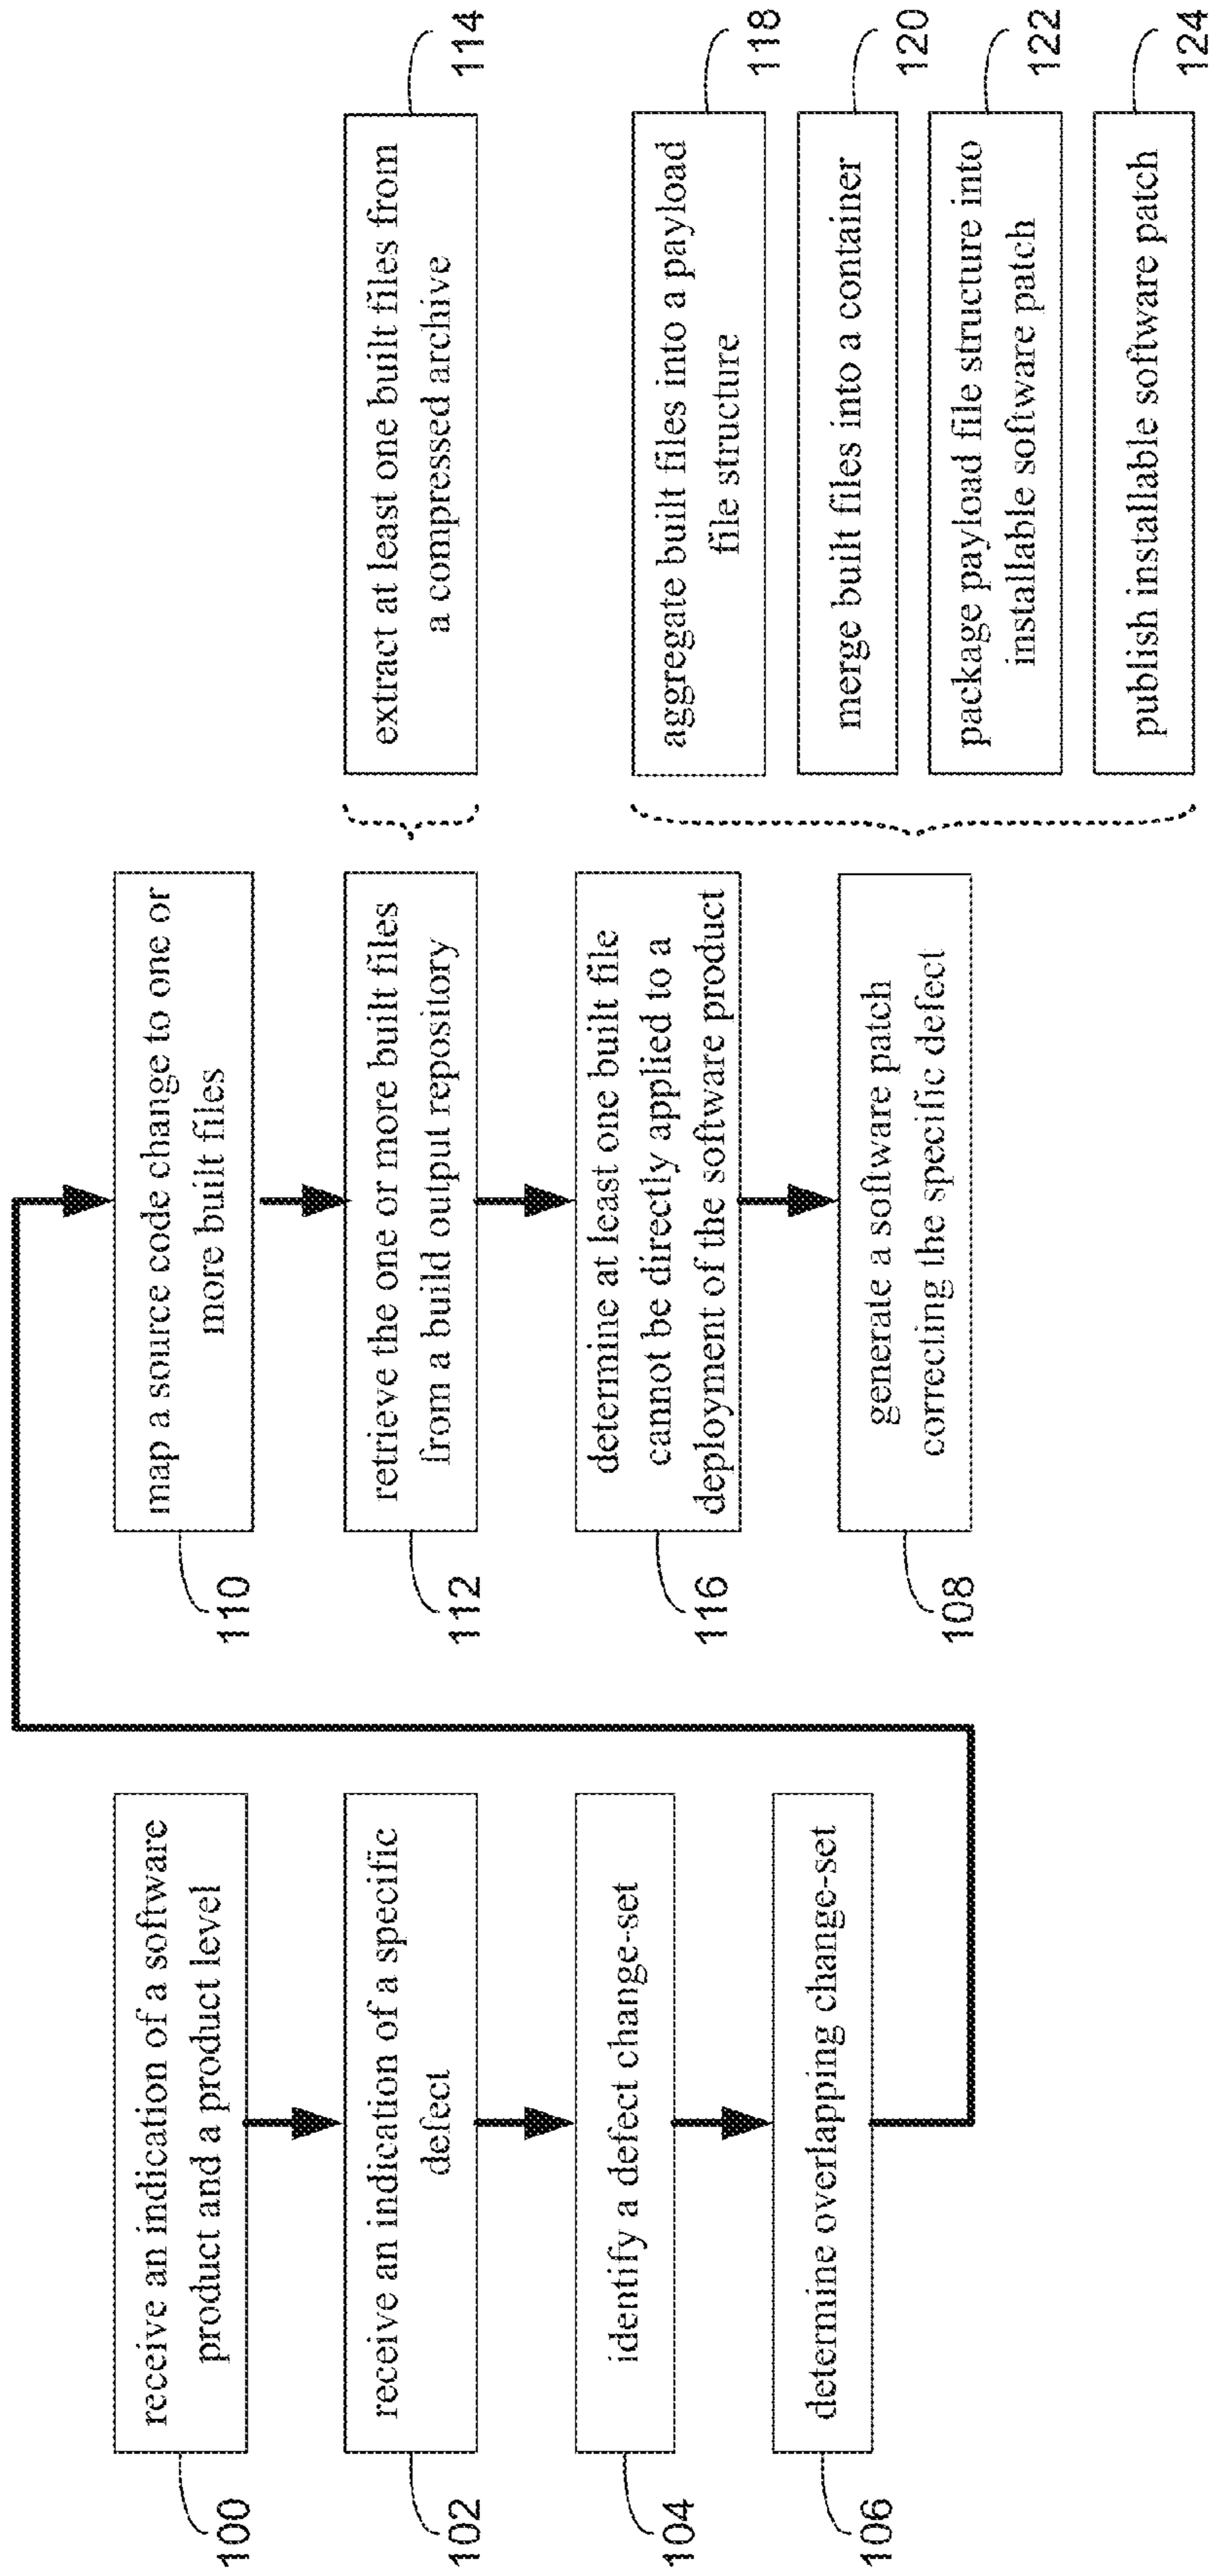 100
receive an indication of a software
product and a product level
102
receive an indication of a specific
defect
104
identify a defect change-set
106
determine overlapping change-set
110
map a source code change to one or
more built files
112
retrieve the one or more built files
from a build output repository
116
determine at least one built file
cannot be directly applied to a
deployment of the software product
108
generate a software patch
correcting the specific defect
extract at least one built files from
a compressed archive
114
aggregate built files into a payload
file structure
118
merge built files into a container
120
package payload file structure into
installable software patch
122
publish installable software patch
124